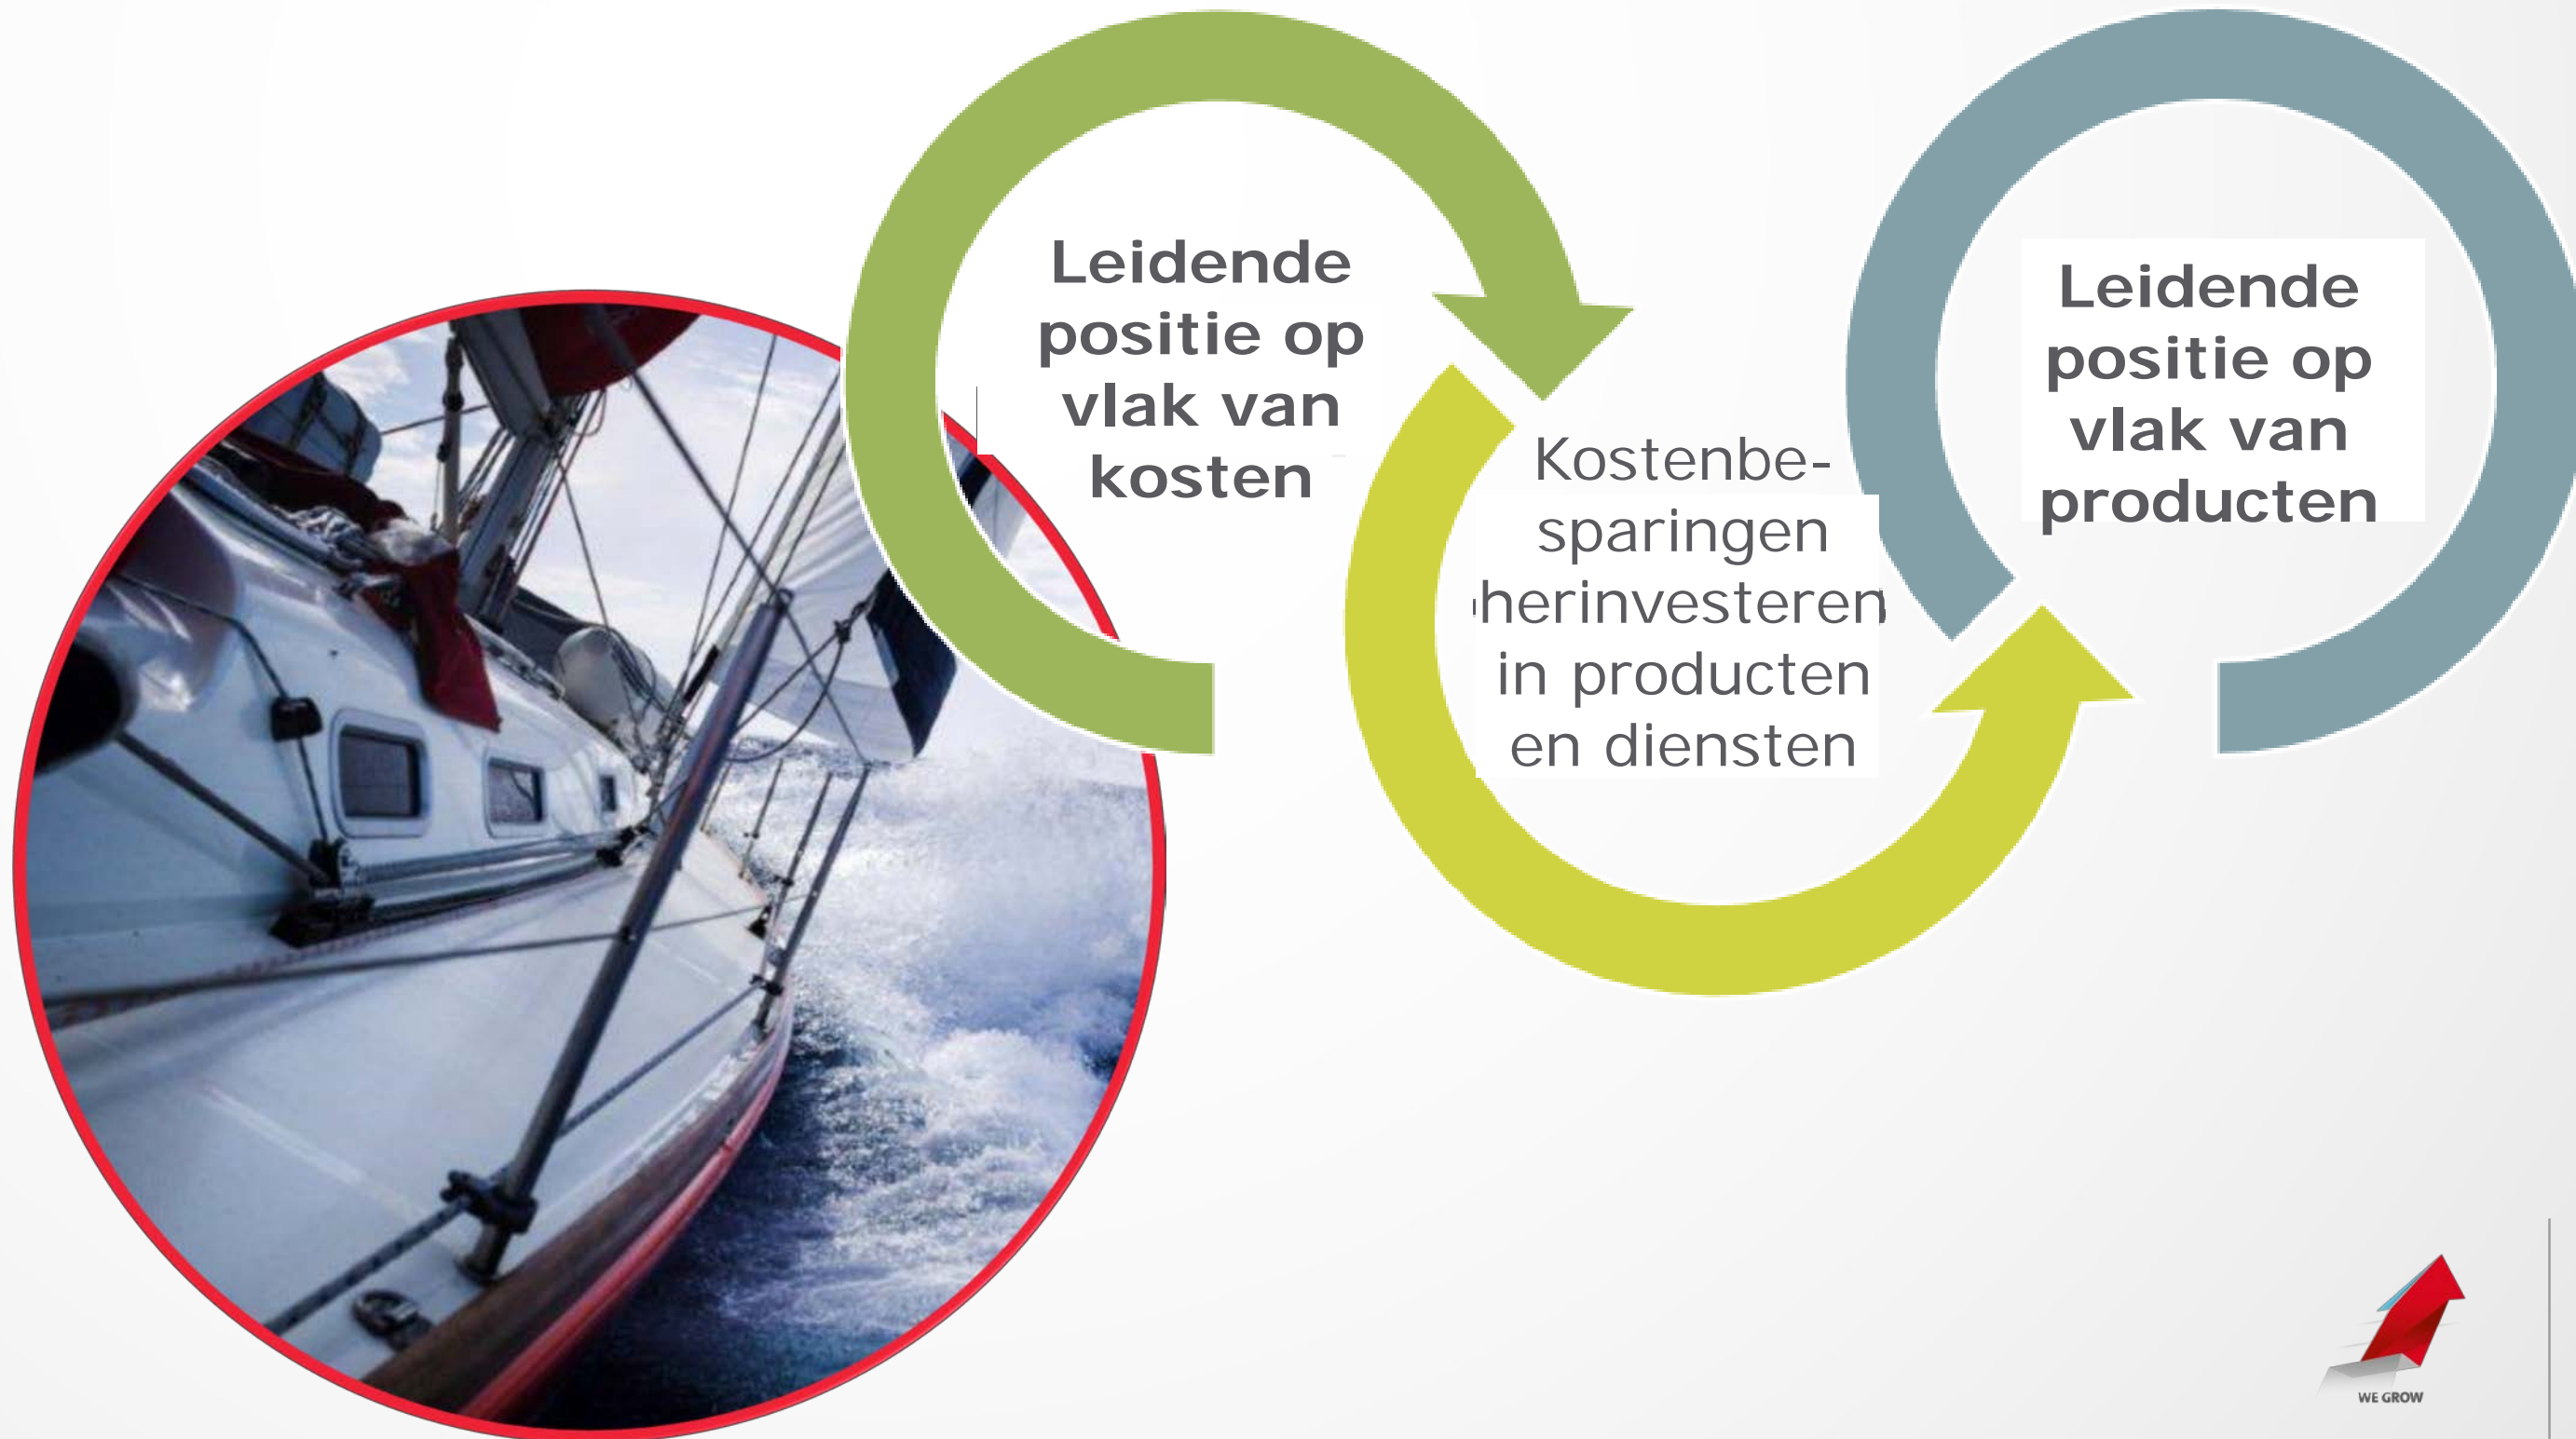 Leidende
positie op
vlak van
kosten
Kostenbe-
sparingen
herinvesteren
in producten
en diensten
Leidende
positie op
vlak van
producten
WE GROW